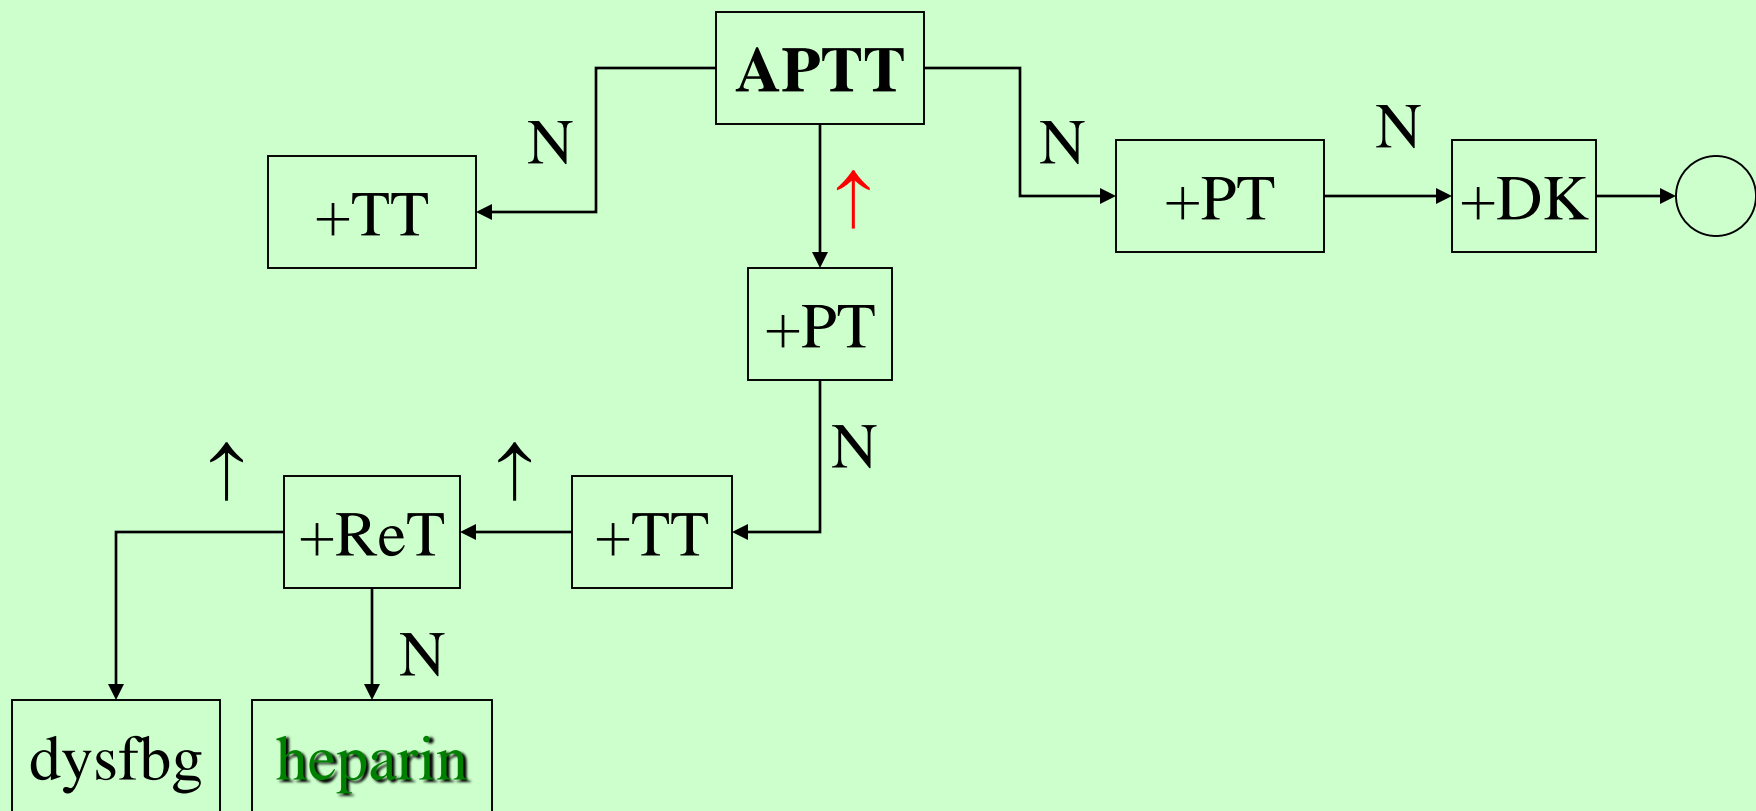 APTT
N
N
N
+TT
↑
+PT
+DK
+PT
N
↑
↑
+ReT
+TT
N
dysfbg
heparin